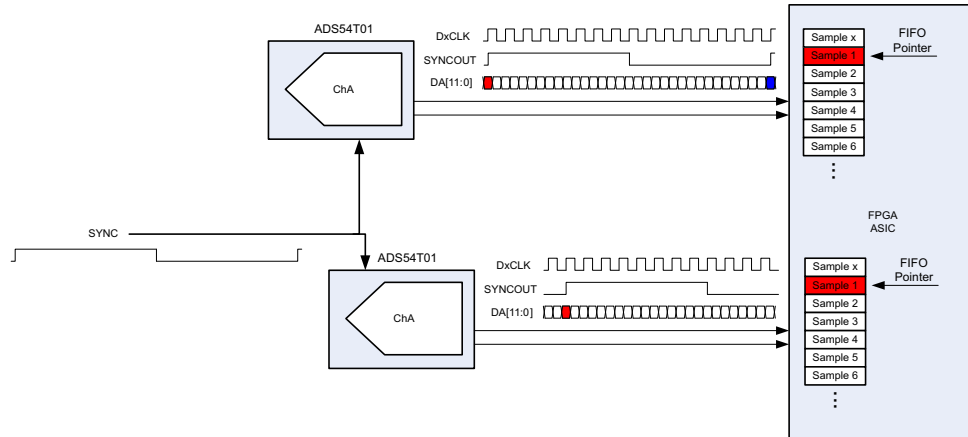 ADS54T01
ChA
DxCLK
SYNCOUT
DA[11:0]
Sample x
Sample 1
Sample 2
Sample 3
Sample 4
Sample 5
Sample 6
FIFO
Pointer
SYNC
FPGA
ASIC
ADS54T01
ChA
DxCLK
SYNCOUT
DA[11:0]
Sample x
Sample 1
Sample 2
Sample 3
Sample 4
Sample 5
Sample 6
FIFO
Pointer